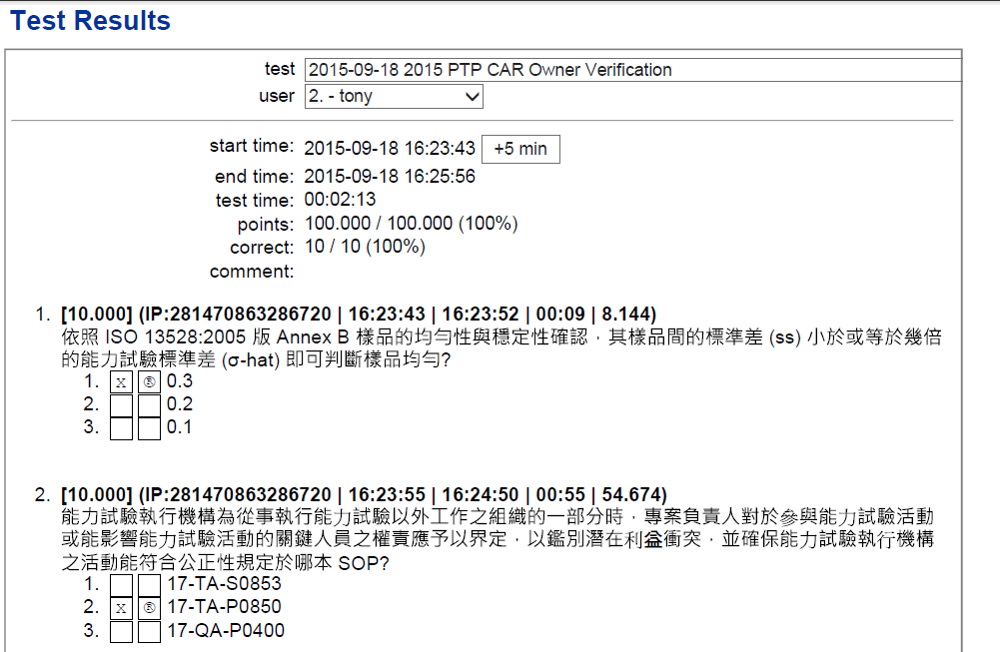 Test Results
test 2015-09-18 2015 PTP CAR Owner Verification
user 2. - tony
start time: 2015-09-18 16:23:43 +5 min
end time: 2015-09-18 16:25:56
test time: 00:02:13
points: 100.000 / 100.000 (100%)
correct: 10 / 10 (100%)
comment:
1. [10.000] (IP:281470863286720 | 16:23:43 | 16:23:52 | 00:09 | 8.144)
依照 ISO 13528:2005 版 Annex B 樣品的均勻性與穩定性確認，其樣品間的標準差 (ss) 小於或等於幾倍
的能力試驗標準差 (σ-hat) 即可判斷樣品均勻?
1. x ® 0.3
2. 0.2
3. 0.1
2. [10.000] (IP:281470863286720 | 16:23:55 | 16:24:50 | 00:55 | 54.674)
能力試驗執行機構為從事執行能力試驗以外工作之組織的一部分時，專案負責人對於參與能力試驗活動
或能影響能力試驗活動的關鍵人員之權責應予以界定，以鑑別潛在利益衝突，並確保能力試驗執行機構
之活動能符合公正性規定於哪本 SOP?
1. 17-TA-S0853
2. x ® 17-TA-P0850
3. 17-QA-P0400